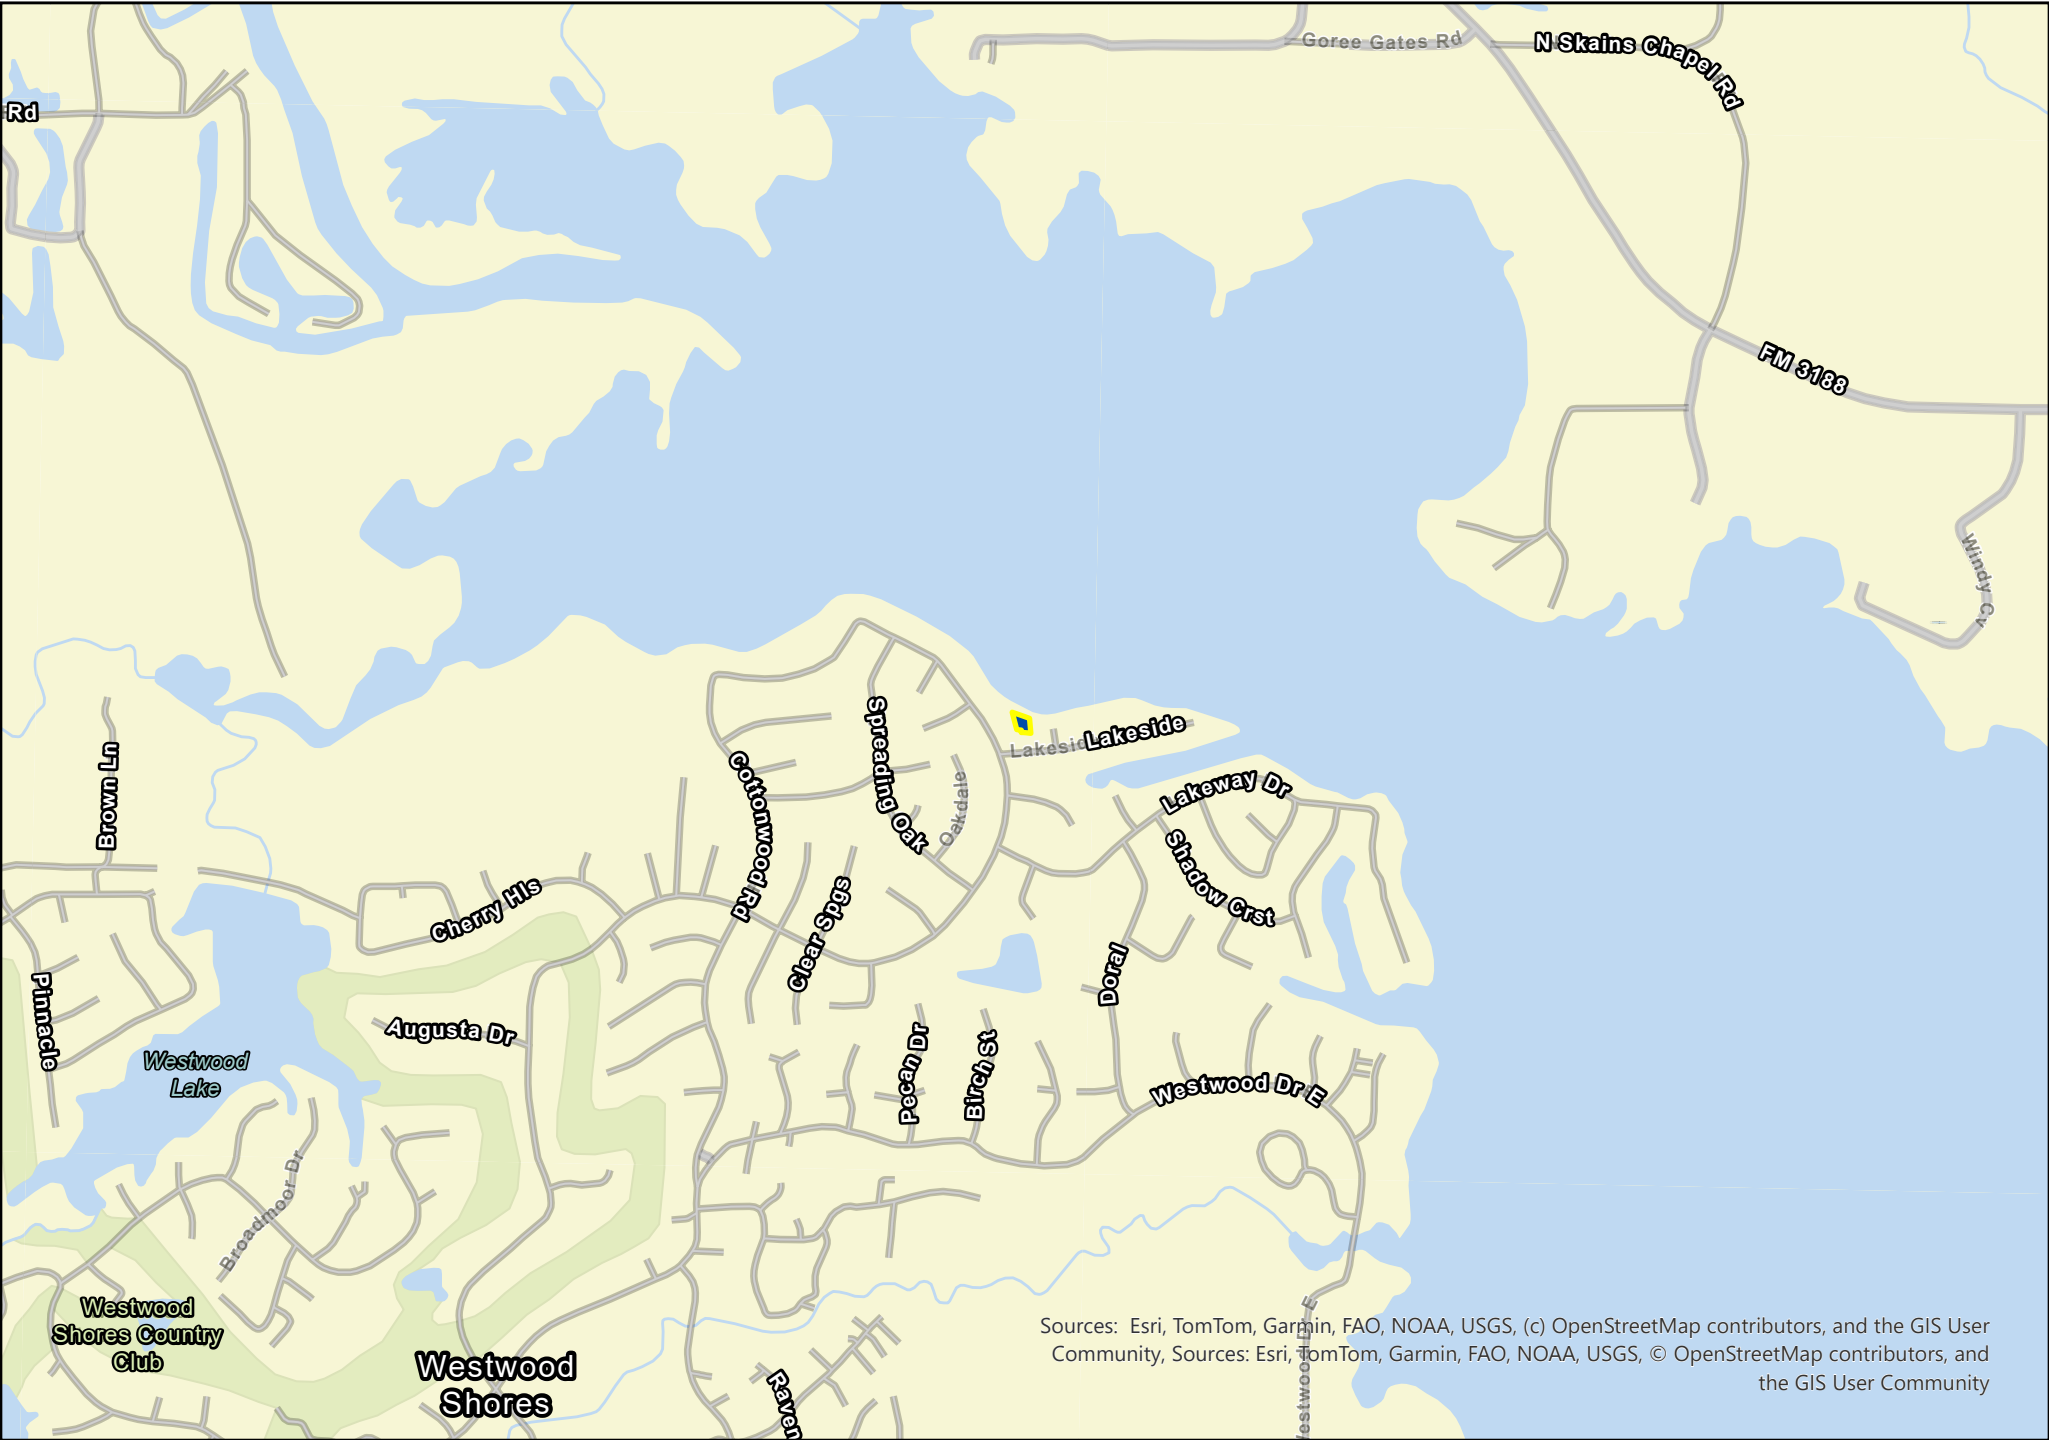 Goree Gates Rd
N Skains Chapel Rd
Rd
FM 3188
Windy Cv
Spreading Oak
Lakeside
Lakeside
Brown Ln
Cottonwood Rd
Oakdale
Lakeway Dr
Shadow Crst
Cherry Hls
Clear Spgs
Doral
Pinnacle
Augusta Dr
Westwood
Lake
Pecan Dr
Birch St
Westwood Dr E
Broadmoor Dr
Westwood
Shores Country
Club
Westwood
Shores
Raven
Westwood Dr E
Sources: Esri, TomTom, Garmin, FAO, NOAA, USGS, (c) OpenStreetMap contributors, and the GIS User
Community, Sources: Esri, TomTom, Garmin, FAO, NOAA, USGS, © OpenStreetMap contributors, and
the GIS User Community